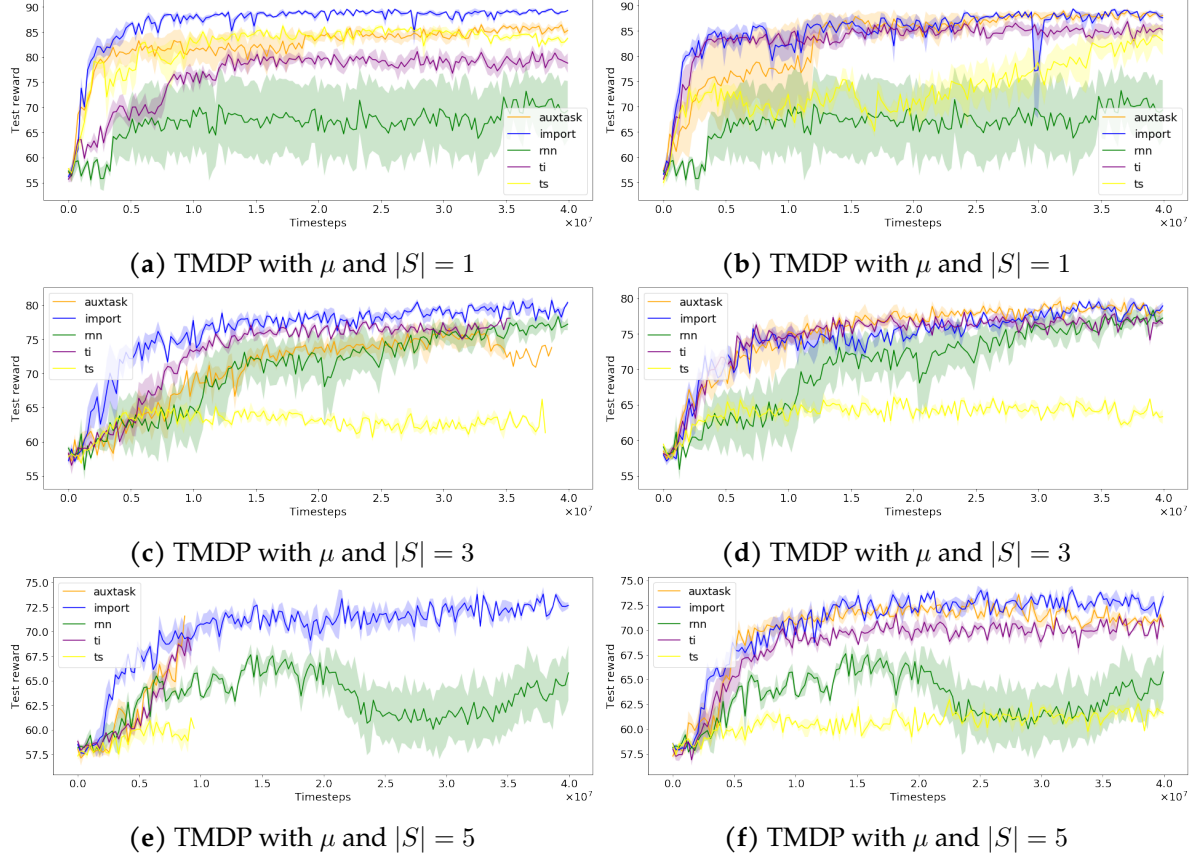 90
85
80
75
70
65
60
55
Test reward
auxtask
import
rnn
ti
ts
0.0 0.5 1.0 1.5 2.0 2.5 3.0 3.5 4.0
Timesteps
×10⁷
(a) TMDP with μ and |S| = 1
90
85
80
75
70
65
60
55
Test reward
auxtask
import
rnn
ti
ts
0.0 0.5 1.0 1.5 2.0 2.5 3.0 3.5 4.0
Timesteps
×10⁷
(b) TMDP with μ and |S| = 1
80
75
70
65
60
55
Test reward
auxtask
import
rnn
ti
ts
0.0 0.5 1.0 1.5 2.0 2.5 3.0 3.5 4.0
Timesteps
×10⁷
(c) TMDP with μ and |S| = 3
80
75
70
65
60
55
Test reward
auxtask
import
rnn
ti
ts
0.0 0.5 1.0 1.5 2.0 2.5 3.0 3.5 4.0
Timesteps
×10⁷
(d) TMDP with μ and |S| = 3
75.0
72.5
70.0
67.5
65.0
62.5
60.0
57.5
Test reward
auxtask
import
rnn
ti
ts
0.0 0.5 1.0 1.5 2.0 2.5 3.0 3.5 4.0
Timesteps
×10⁷
(e) TMDP with μ and |S| = 5
75.0
72.5
70.0
67.5
65.0
62.5
60.0
57.5
Test reward
auxtask
import
rnn
ti
ts
0.0 0.5 1.0 1.5 2.0 2.5 3.0 3.5 4.0
Timesteps
×10⁷
(f) TMDP with μ and |S| = 5